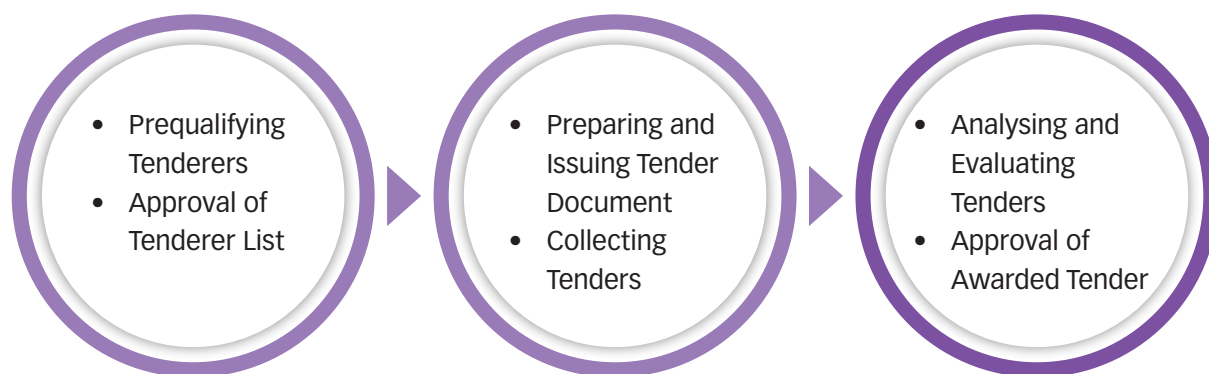 • Prequalifying
Tenderers
• Approval of
Tenderer List
• Preparing and
Issuing Tender
Document
• Collecting
Tenders
• Analysing and
Evaluating
Tenders
• Approval of
Awarded Tender